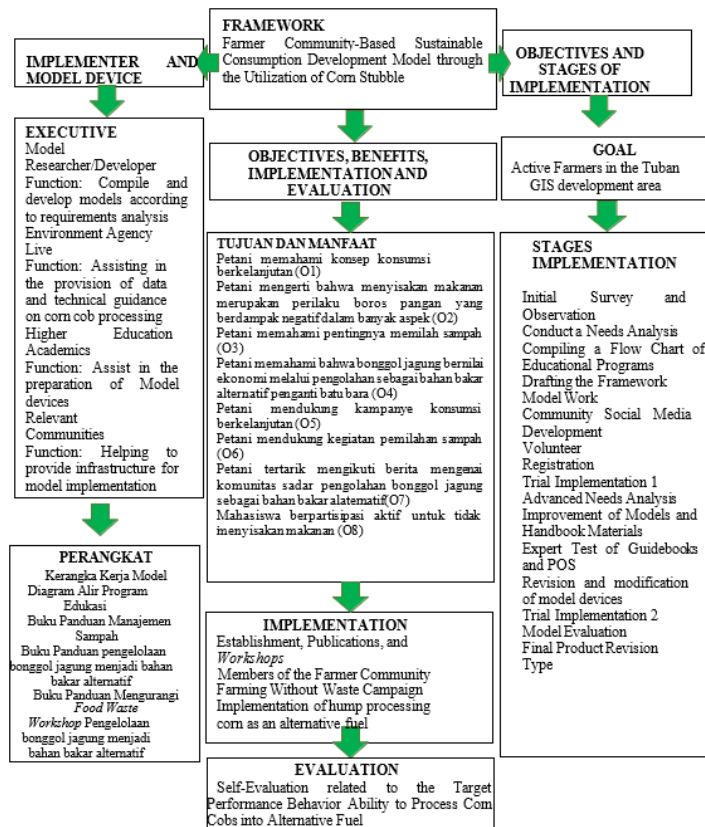 FRAMEWORK
Farmer Community-Based Sustainable
Consumption Development Model through
the Utilization of Corn Stubble
IMPLEMENTER AND
MODEL DEVICE
OBJECTIVES AND
STAGES OF
IMPLEMENTATION
EXECUTIVE
Model
Researcher/Developer
Function: Compile and
develop models according
to requirements analysis
Environment Agency
Live
Function: Assisting in
the provision of data
and technical guidance
on corn cob processing
Higher Education
Academics
Function: Assist in the
preparation of Model
devices
Relevant
Communities
Function: Helping to
provide infrastructure for
model implementation
PERANGKAT
Kerangka Kerja Model
Diagram Alir Program
Edukasi
Buku Panduan Manajemen
Sampah
Buku Panduan pengelolaan
bonggol jagung menjadi bahan
bakar alternatif
Buku Panduan Mengurangi
Food Waste
Workshop Pengelolaan
bonggol jagung menjadi
bahan bakar alternatif
OBJECTIVES, BENEFITS,
IMPLEMENTATION AND
EVALUATION
TUJUAN DAN MANFAAT
Petani memahami konsep konsumsi
berkelanjutan (O1)
Petani mengerti bahwa menyisakan makanan
merupakan perilaku boros pangan yang
berdampak negatif dalam banyak aspek (O2)
Petani memahami pentingnya memilah sampah
(O3)
Petani memahami bahwa bonggol jagung bernilai
ekonomi melalui pengolahan sebagai bahan bakar
alternatif penganti batu bara (O4)
Petani mendukung kampanye konsumsi
berkelanjutan (O5)
Petani mendukung kegiatan pemilahan sampah
(O6)
Petani tertarik mengikuti berita mengenai
komunitas sadar pengolahan bonggol jagung
sebagai bahan bakar alaternatif(O7)
Mahasiswa berpartisipasi aktif untuk tidak
menyisakan makanan (O8)
IMPLEMENTATION
Establishment, Publications, and
Workshops
Members of the Farmer Community
Farming Without Waste Campaign
Implementation of hump processing
corn as an alternative fuel
EVALUATION
Self-Evaluation related to the Target
Performance Behavior Ability to Process Corn
Cobs into Alternative Fuel
GOAL
Active Farmers in the Tuban
GIS development area
STAGES
IMPLEMENTATION
Initial Survey and
Observation
Conduct a Needs Analysis
Compiling a Flow Chart of
Educational Programs
Drafting the Framework
Model Work
Community Social Media
Development
Volunteer
Registration
Trial Implementation 1
Advanced Needs Analysis
Improvement of Models and
Handbook Materials
Expert Test of Guidebooks
and POS
Revision and modification
of model devices
Trial Implementation 2
Model Evaluation
Final Product Revision
Type